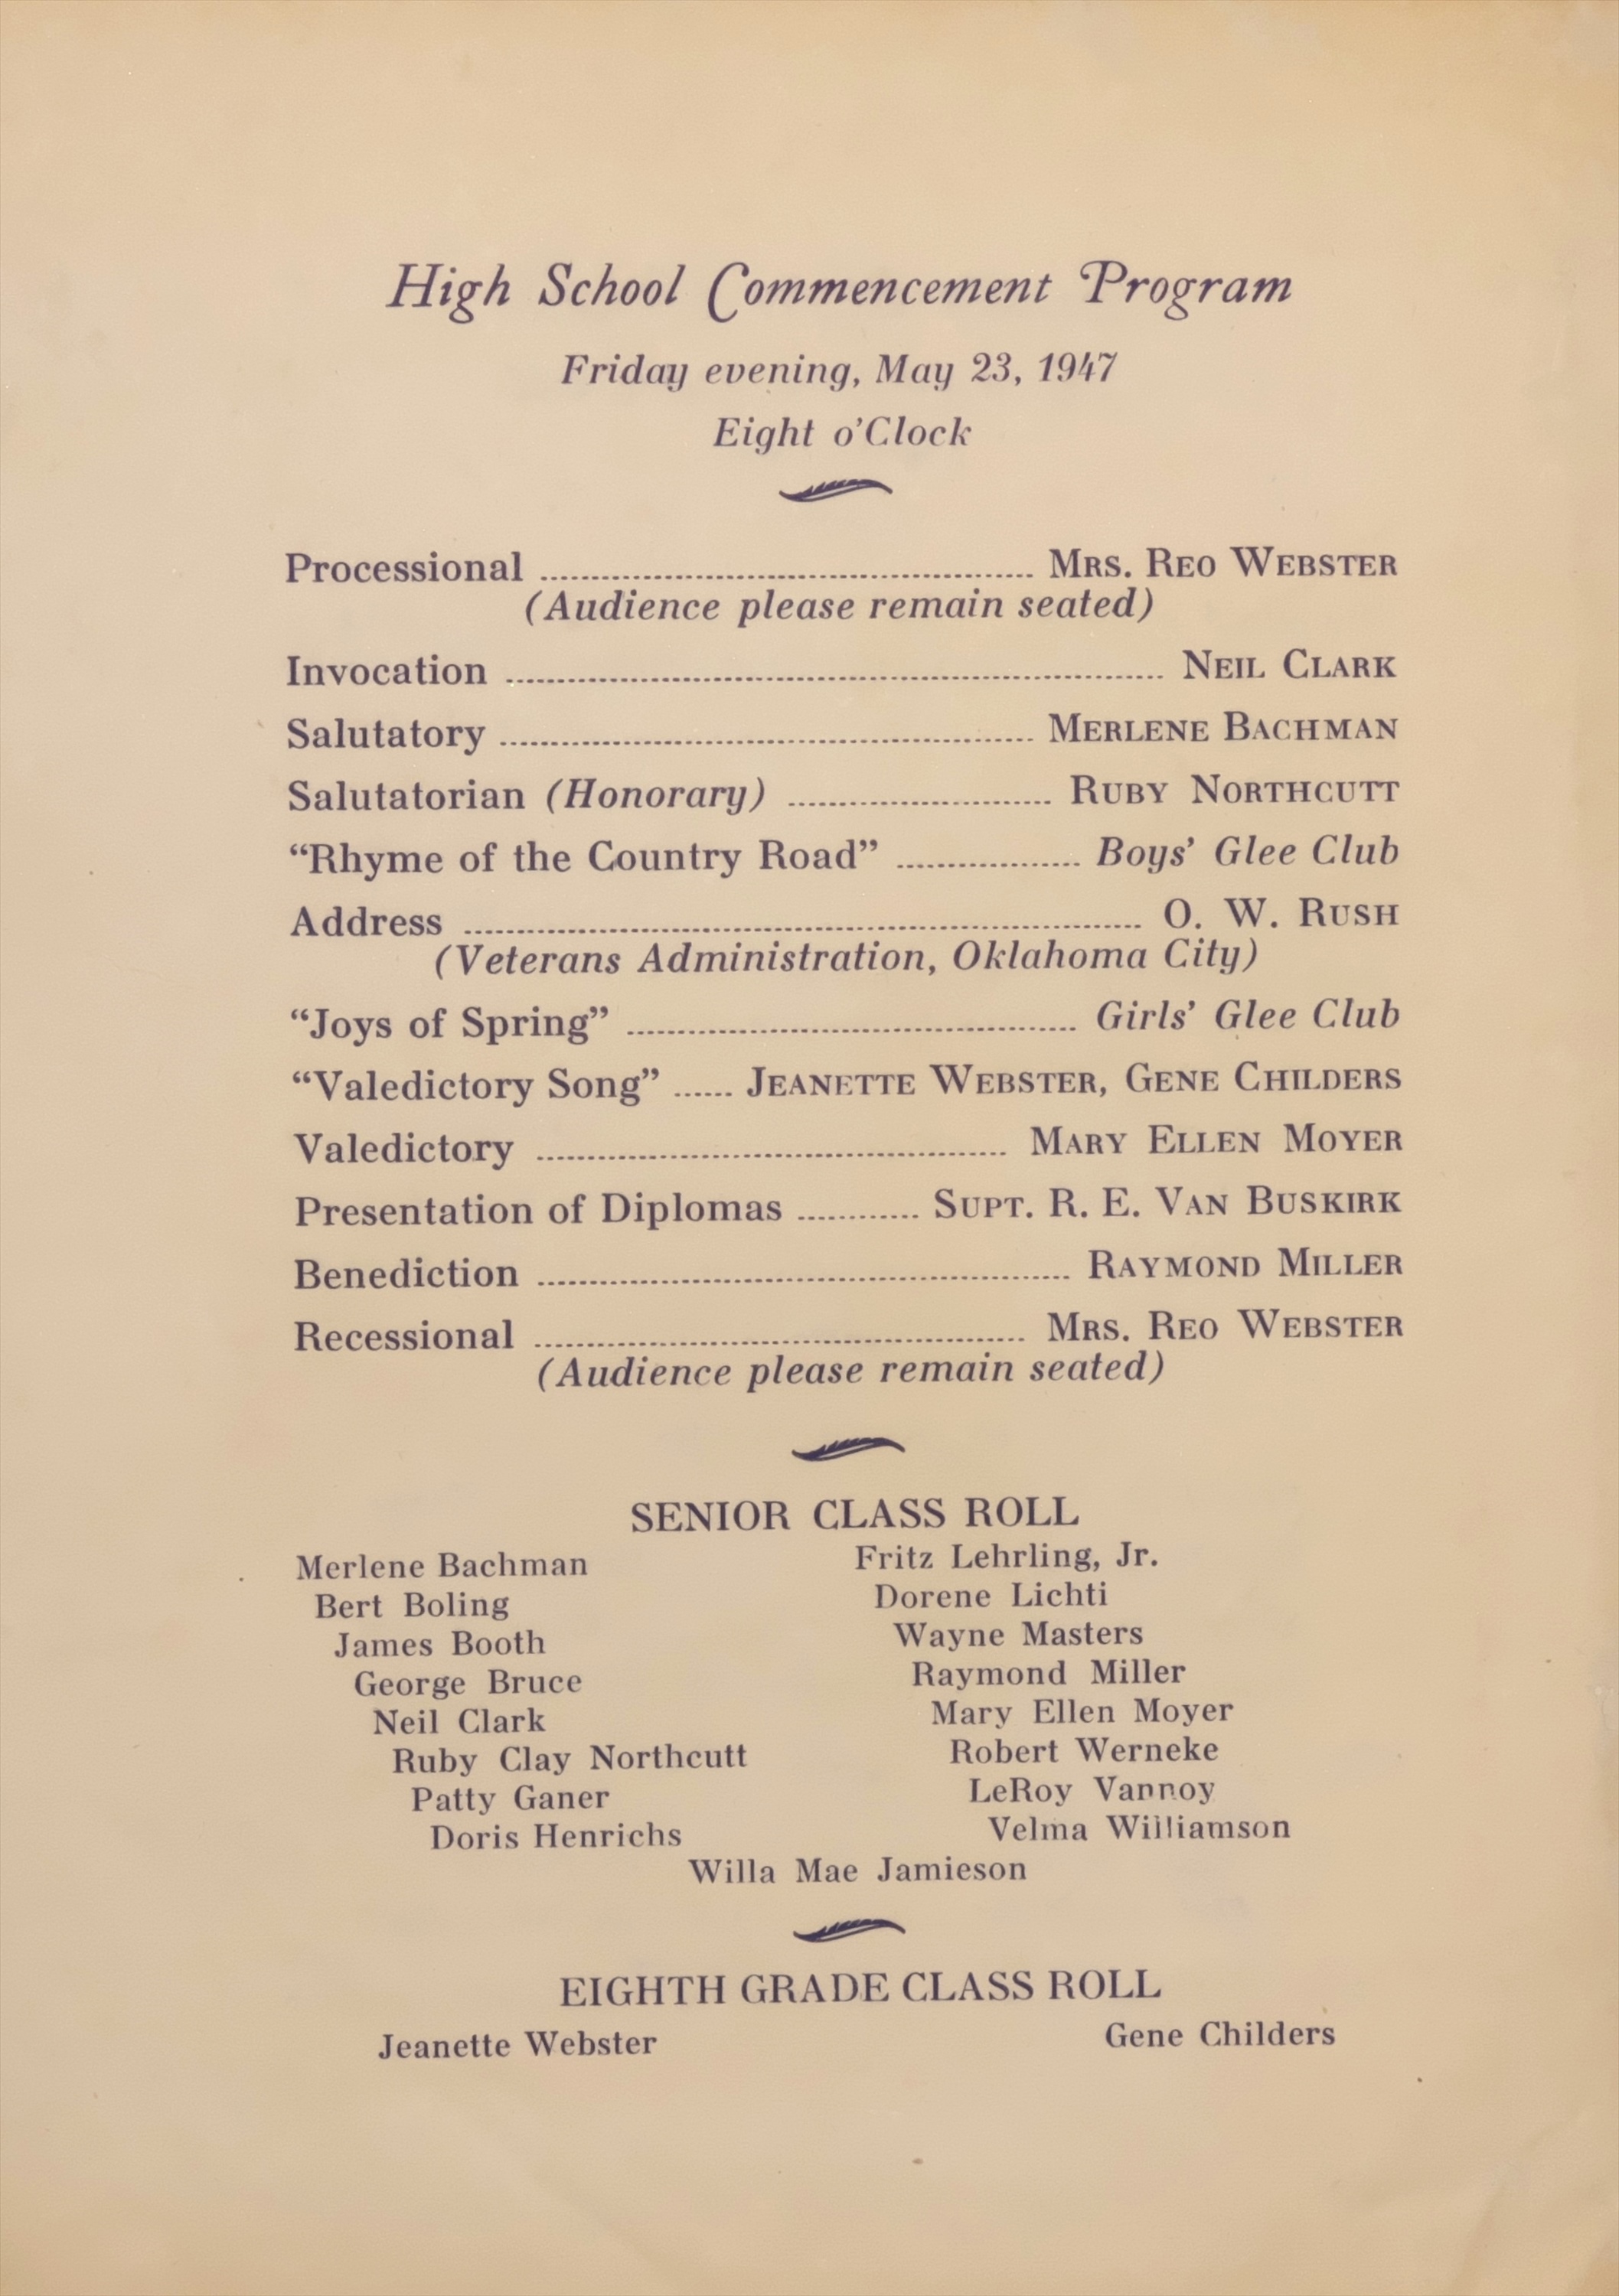 High School Commencement Program
Friday evening, May 23, 1947
Eight o'Clock
Processional ........ MRS. REO WEBSTER
(Audience please remain seated)
Invocation ........ NEIL CLARK
Salutatory ........ MERLENE BACHMAN
Salutatorian (Honorary) ........ RUBY NORTHCUTT
“Rhyme of the Country Road” ........ Boys' Glee Club
Address ........ O. W. RUSH
(Veterans Administration, Oklahoma City)
“Joys of Spring” ........ Girls' Glee Club
“Valedictory Song” ...... JEANETTE WEBSTER, GENE CHILDERS
Valedictory ........ MARY ELLEN MOYER
Presentation of Diplomas ........ SUPT. R. E. VAN BUSKIRK
Benediction ........ RAYMOND MILLER
Recessional ........ MRS. REO WEBSTER
(Audience please remain seated)
SENIOR CLASS ROLL
Merlene Bachman
Bert Boling
James Booth
George Bruce
Neil Clark
Ruby Clay Northcutt
Patty Ganer
Doris Henrichs
Fritz Lehrling, Jr.
Dorene Lichti
Wayne Masters
Raymond Miller
Mary Ellen Moyer
Robert Werneke
LeRoy Vannoy
Velma Williamson
Willa Mae Jamieson
EIGHTH GRADE CLASS ROLL
Jeanette Webster Gene Childers